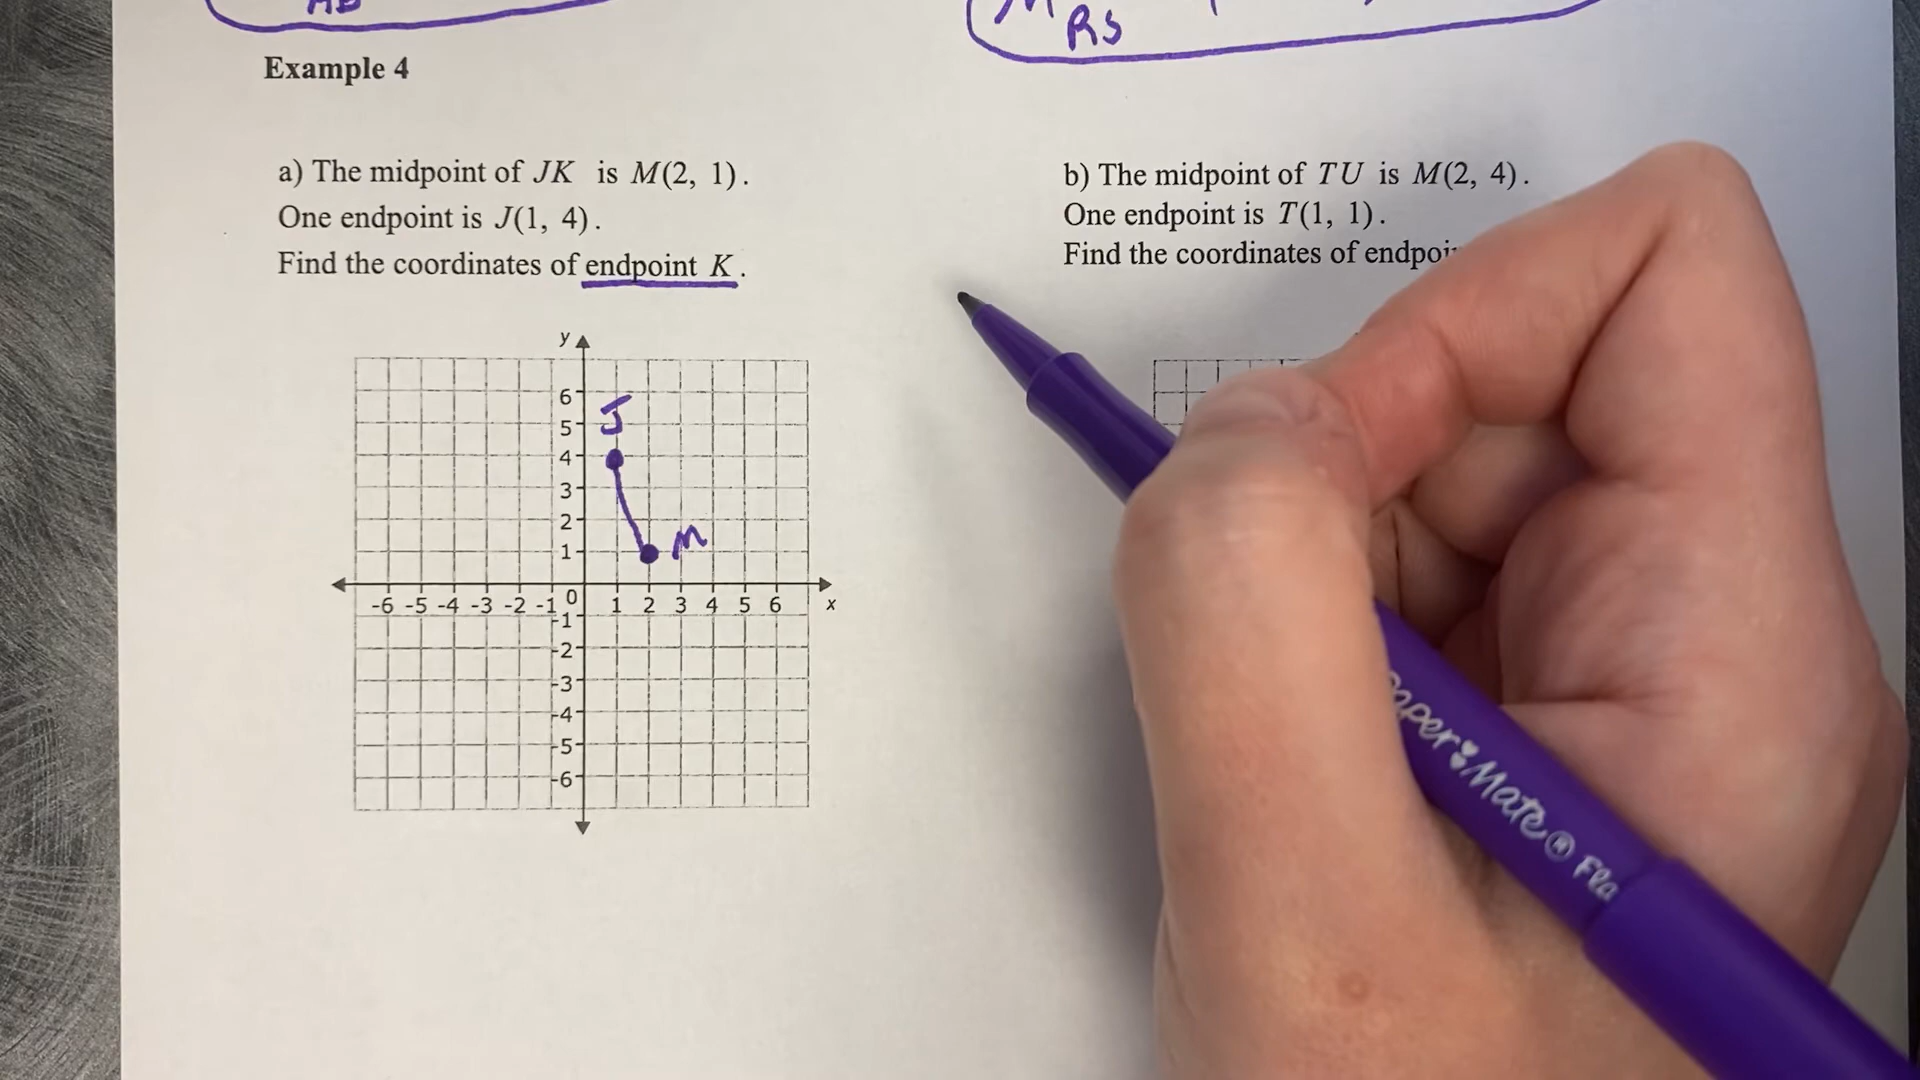 AB
M
RS
Example 4
a) The midpoint of JK is M(2, 1).
One endpoint is J(1, 4).
Find the coordinates of endpoint K.
b) The midpoint of TU is M(2, 4).
One endpoint is T(1, 1).
Find the coordinates of
y
6
J
5
4
3
2
M
1
-6 -5 -4 -3 -2 -1 0 1 2 3 4 5 6 x
-1
-2
-3
-4
-5
-6
Paper Mate®